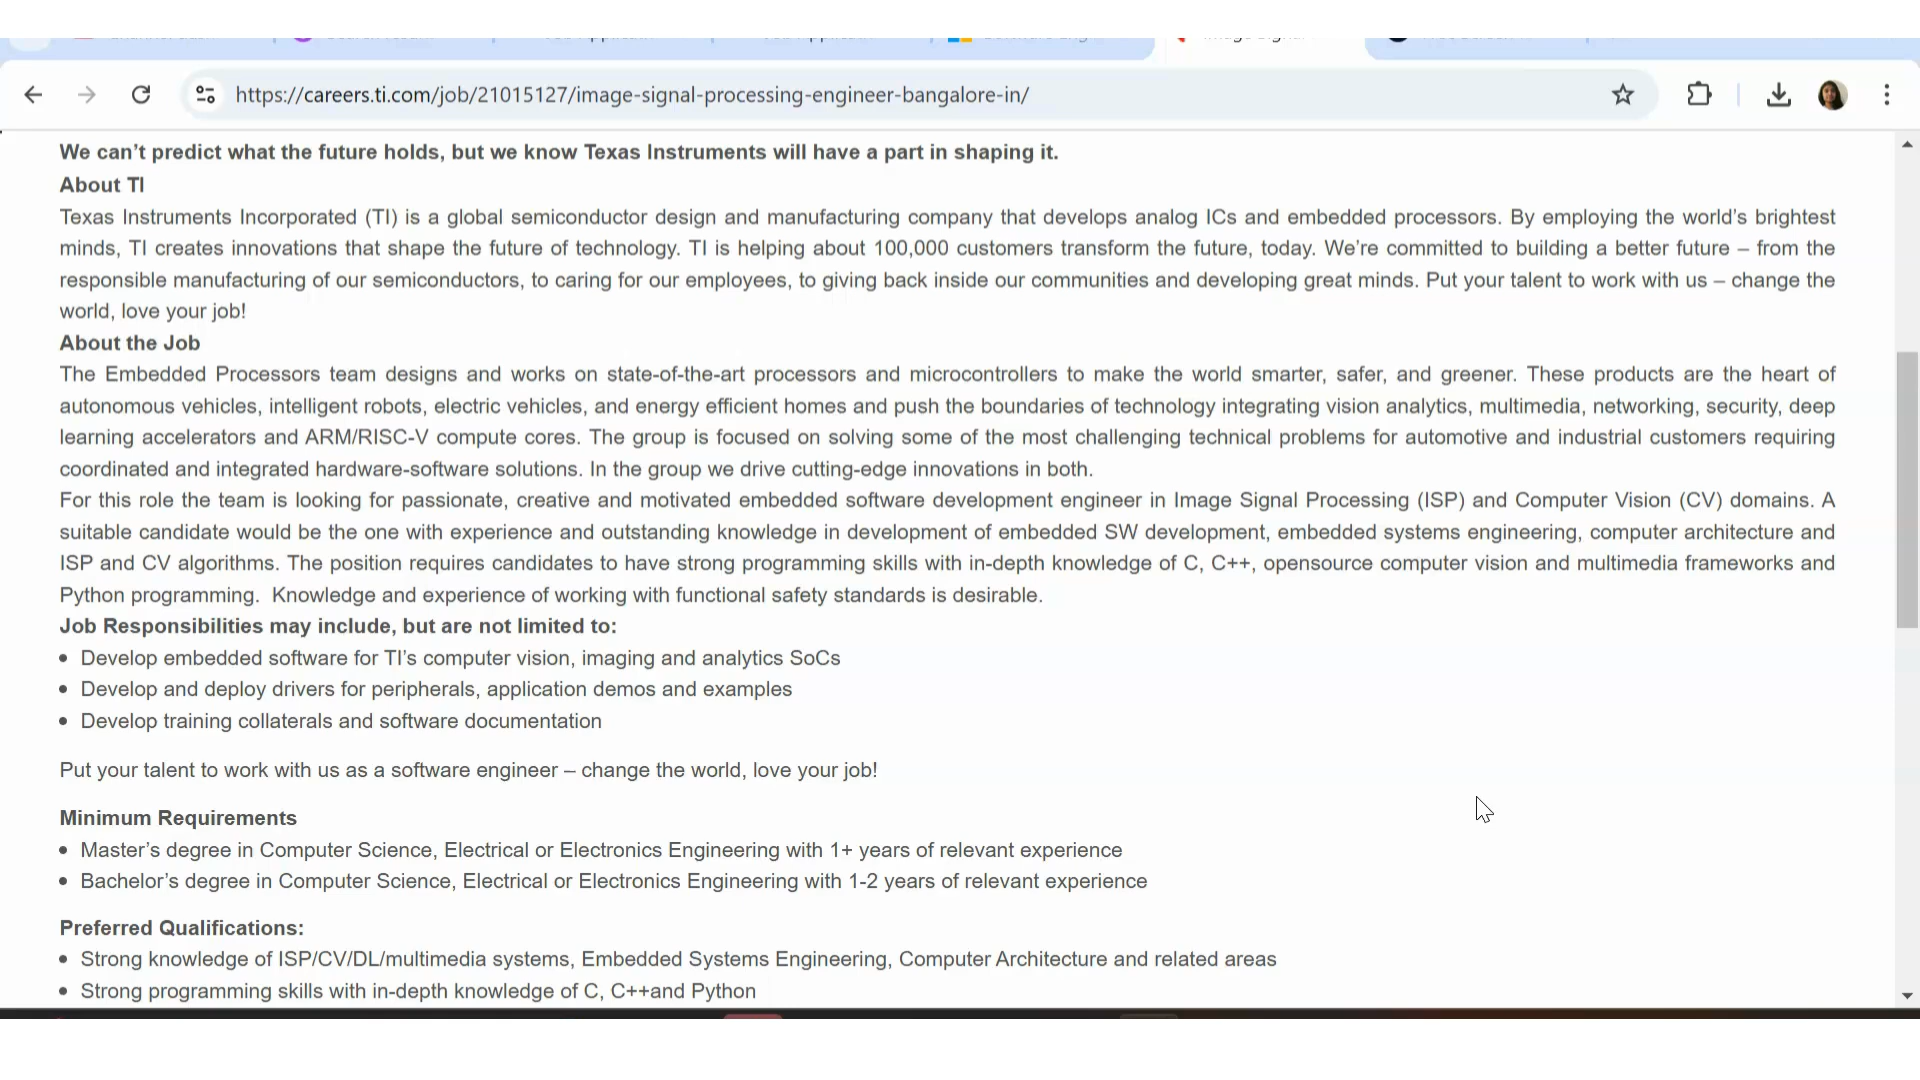 https://careers.ti.com/job/21015127/image-signal-processing-engineer-bangalore-in/
We can’t predict what the future holds, but we know Texas Instruments will have a part in shaping it.
About TI
Texas Instruments Incorporated (TI) is a global semiconductor design and manufacturing company that develops analog ICs and embedded processors. By employing the world’s brightest
minds, TI creates innovations that shape the future of technology. TI is helping about 100,000 customers transform the future, today. We’re committed to building a better future – from the
responsible manufacturing of our semiconductors, to caring for our employees, to giving back inside our communities and developing great minds. Put your talent to work with us – change the
world, love your job!
About the Job
The Embedded Processors team designs and works on state-of-the-art processors and microcontrollers to make the world smarter, safer, and greener. These products are the heart of
autonomous vehicles, intelligent robots, electric vehicles, and energy efficient homes and push the boundaries of technology integrating vision analytics, multimedia, networking, security, deep
learning accelerators and ARM/RISC-V compute cores. The group is focused on solving some of the most challenging technical problems for automotive and industrial customers requiring
coordinated and integrated hardware-software solutions. In the group we drive cutting-edge innovations in both.
For this role the team is looking for passionate, creative and motivated embedded software development engineer in Image Signal Processing (ISP) and Computer Vision (CV) domains. A
suitable candidate would be the one with experience and outstanding knowledge in development of embedded SW development, embedded systems engineering, computer architecture and
ISP and CV algorithms. The position requires candidates to have strong programming skills with in-depth knowledge of C, C++, opensource computer vision and multimedia frameworks and
Python programming.  Knowledge and experience of working with functional safety standards is desirable.
Job Responsibilities may include, but are not limited to:
• Develop embedded software for TI’s computer vision, imaging and analytics SoCs
• Develop and deploy drivers for peripherals, application demos and examples
• Develop training collaterals and software documentation
Put your talent to work with us as a software engineer – change the world, love your job!
Minimum Requirements
• Master’s degree in Computer Science, Electrical or Electronics Engineering with 1+ years of relevant experience
• Bachelor’s degree in Computer Science, Electrical or Electronics Engineering with 1-2 years of relevant experience
Preferred Qualifications:
• Strong knowledge of ISP/CV/DL/multimedia systems, Embedded Systems Engineering, Computer Architecture and related areas
• Strong programming skills with in-depth knowledge of C, C++and Python